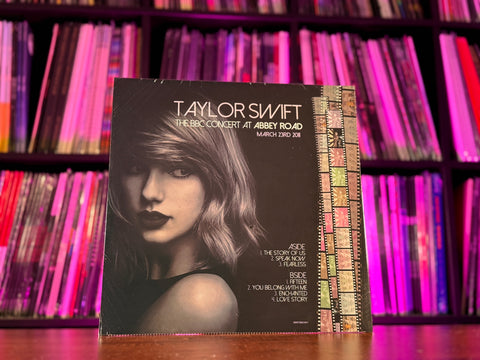 TAYLOR SWIFT
THE BBC CONCERT AT ABBEY ROAD
MARCH 23RD 2011
A SIDE
1. THE STORY OF US
2. SPEAK NOW
3. FEARLESS
B SIDE
1. FIFTEEN
2. YOU BELONG WITH ME
3. ENCHANTED
4. LOVE STORY